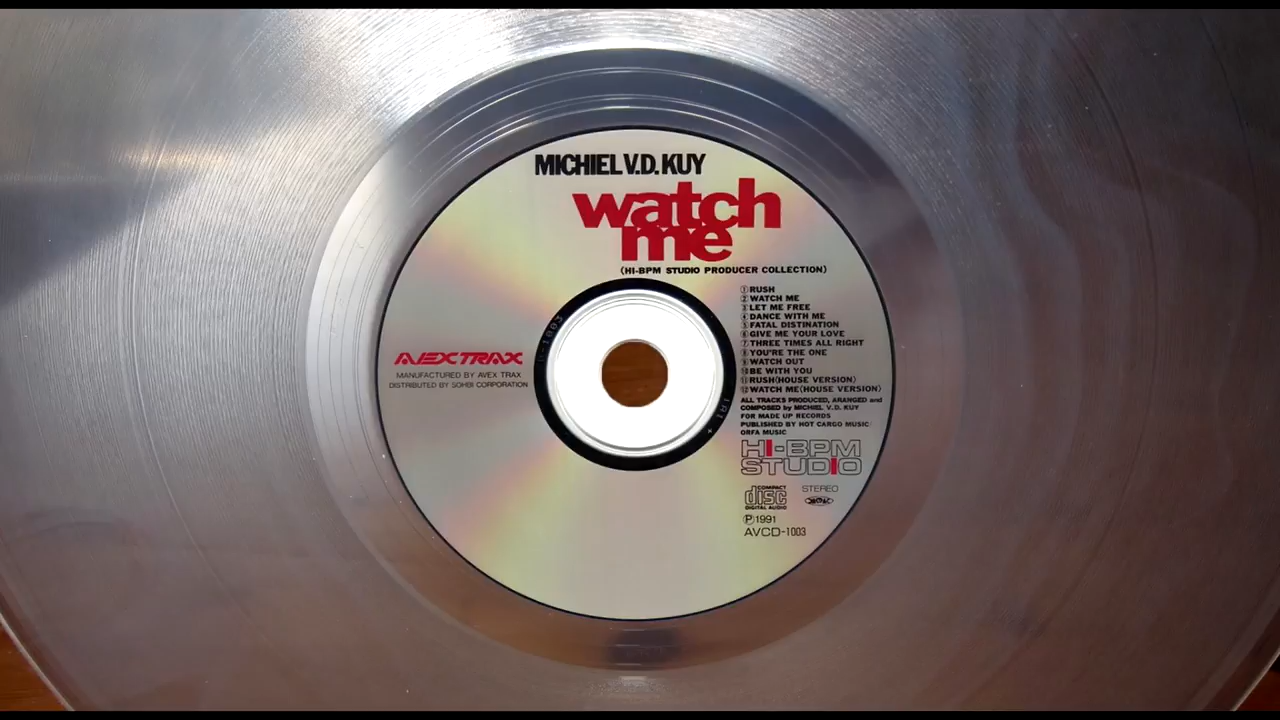 MICHIEL V.D. KUY
watch
me
(HI-BPM STUDIO PRODUCER COLLECTION)
① RUSH
② WATCH ME
③ LET ME FREE
④ DANCE WITH ME
⑤ FATAL DISTINATION
⑥ GIVE ME YOUR LOVE
⑦ THREE TIMES ALL RIGHT
⑧ YOU'RE THE ONE
⑨ WATCH OUT
⑩ BE WITH YOU
⑪ RUSH(HOUSE VERSION)
⑫ WATCH ME(HOUSE VERSION)
AVEX TRAX
MANUFACTURED BY AVEX TRAX
DISTRIBUTED BY SOHBI CORPORATION
ALL TRACKS PRODUCED, ARANGED and
COMPOSED by MICHIEL V.D. KUY
FOR MADE UP RECORDS
PUBLISHED BY HOT CARGO MUSIC/
ORFA MUSIC
HI-BPM
STUDIO
COMPACT
disc
DIGITAL AUDIO
STEREO
Ⓟ1991
AVCD-1003